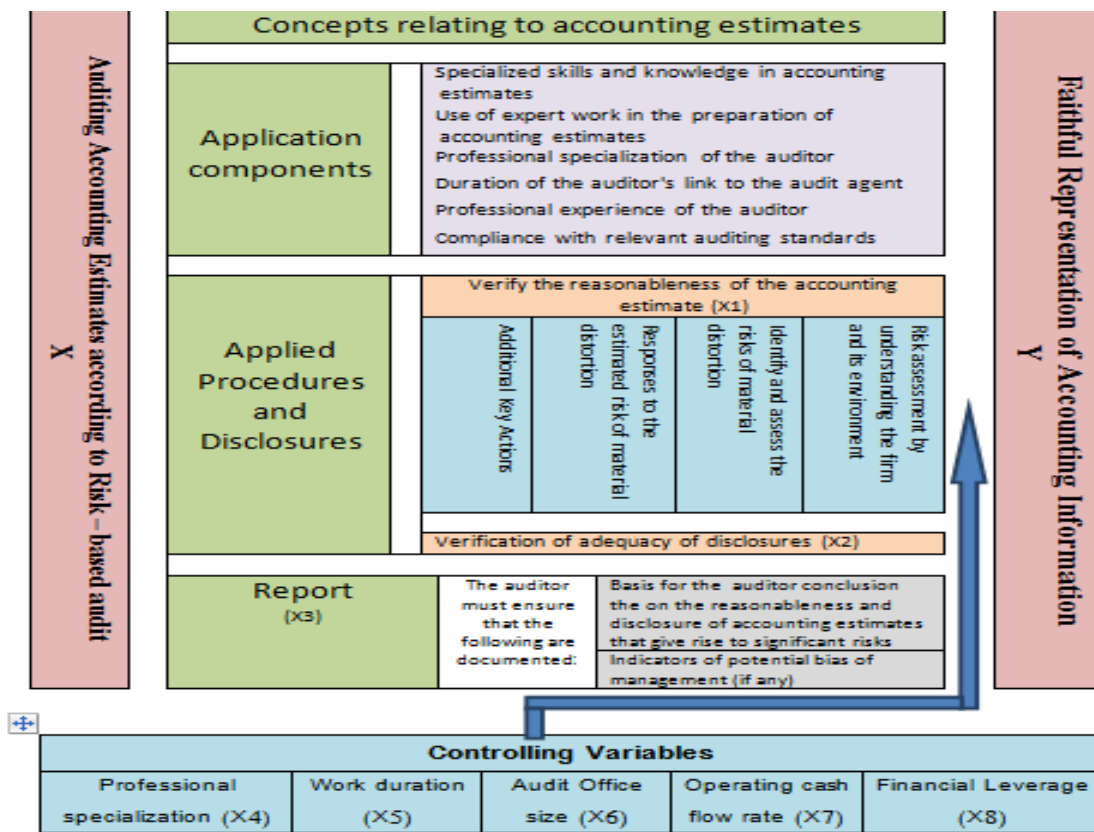 Concepts relating to accounting estimates
Auditing Accounting Estimates according to Risk – based audit
X
Application
components
Specialized skills and knowledge in accounting
estimates
Use of expert work in the preparation of
accounting estimates
Professional specialization of the auditor
Duration of the auditor's link to the audit agent
Professional experience of the auditor
Compliance with relevant auditing standards
Applied
Procedures
and
Disclosures
Verify the reasonableness of the accounting
estimate (X1)
Additional Key Actions
Responses to the
estimated risk of material
distortion
Identify and assess the
risks of material
distortion
Risk assessment by
understanding the firm
and its environment
Verification of adequacy of disclosures (X2)
Report
(X3)
The auditor
must ensure
that the
following are
documented:
Basis for the auditor conclusion
the on the reasonableness and
disclosure of accounting estimates
that give rise to significant risks
Indicators of potential bias of
management (if any)
Faithful Representation of Accounting Information
Y
Controlling Variables
Professional
specialization (X4)
Work duration
(X5)
Audit Office
size (X6)
Operating cash
flow rate (X7)
Financial Leverage
(X8)